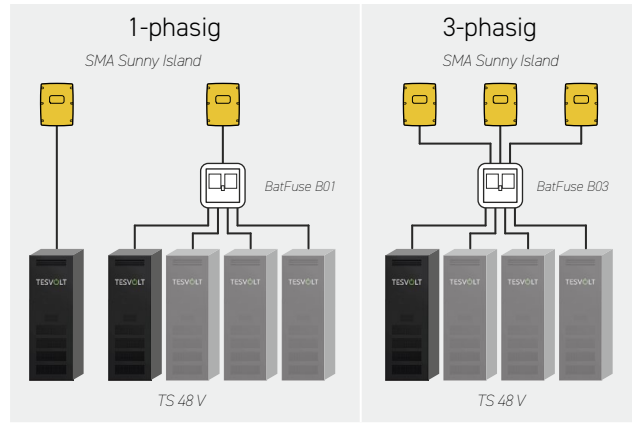 1-phasig
SMA Sunny Island
BatFuse B01
TESVOLT
TESVOLT
TESVOLT
TESVOLT
TESVOLT
TS 48 V
3-phasig
SMA Sunny Island
BatFuse B03
TESVOLT
TESVOLT
TESVOLT
TESVOLT
TS 48 V